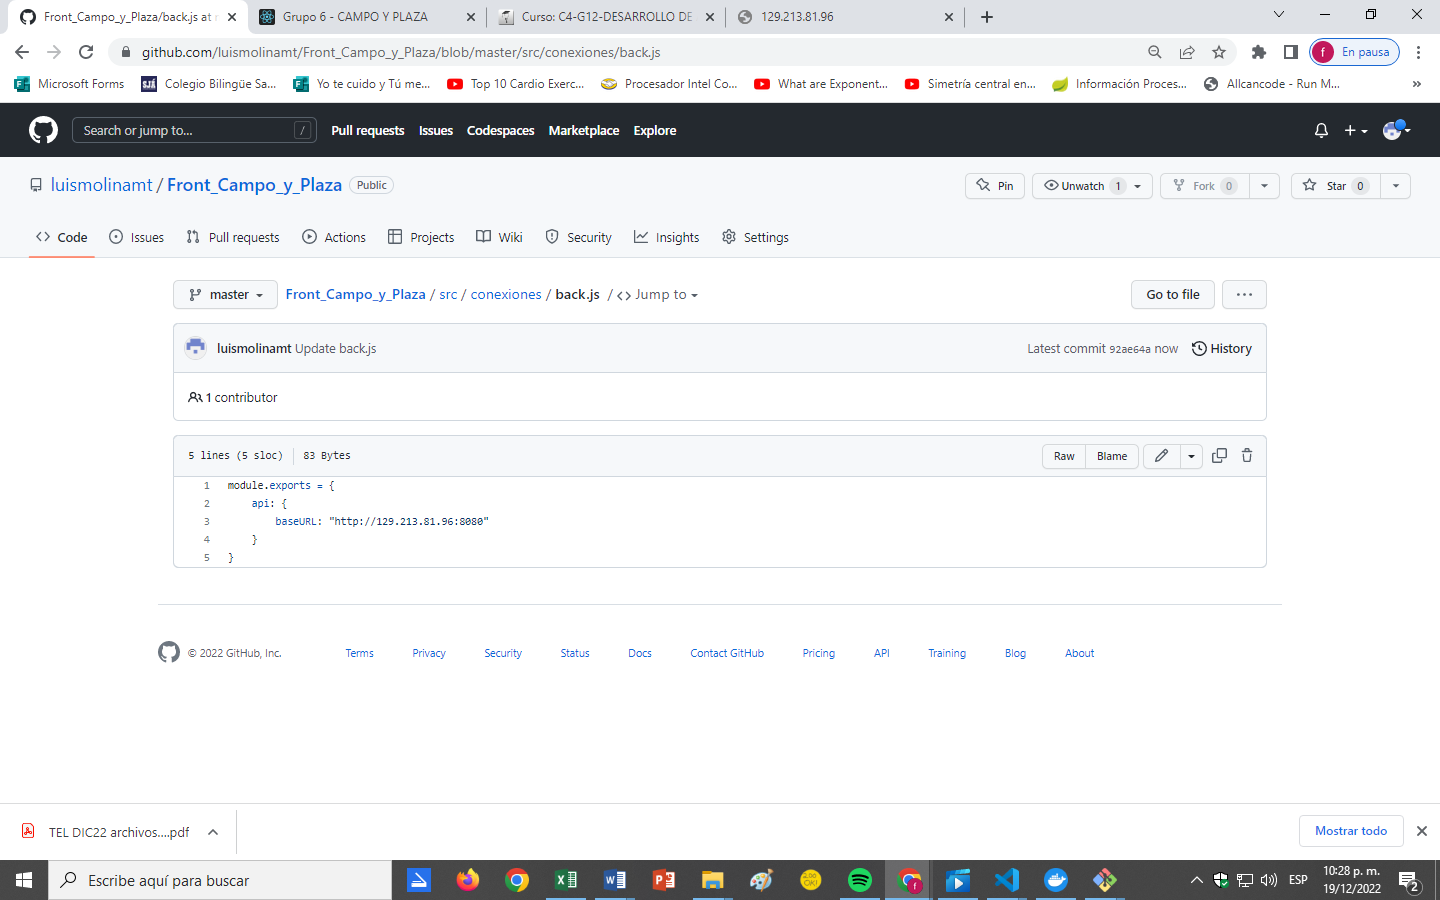 Front_Campo_y_Plaza/back.js at r
Grupo 6 - CAMPO Y PLAZA
Curso: C4-G12-DESARROLLO DE
129.213.81.96
github.com/luismolinamt/Front_Campo_y_Plaza/blob/master/src/conexiones/back.js
f En pausa
Microsoft Forms
SJA Colegio Bilingüe Sa...
Yo te cuido y Tú me...
Top 10 Cardio Exerc...
Procesador Intel Co...
What are Exponent...
Simetría central en...
Información Proces...
Allcancode - Run M...
»
Search or jump to... /
Pull requests Issues Codespaces Marketplace Explore
luismolinamt / Front_Campo_y_Plaza Public
Pin Unwatch 1 Fork 0 Star 0
Code Issues Pull requests Actions Projects Wiki Security Insights Settings
master Front_Campo_y_Plaza / src / conexiones / back.js / <> Jump to
Go to file ...
luismolinamt Update back.js
Latest commit 92ae64a now History
1 contributor
5 lines (5 sloc) 83 Bytes
Raw Blame
1 module.exports = {
2 api: {
3 baseURL: "http://129.213.81.96:8080"
4 }
5 }
© 2022 GitHub, Inc. Terms Privacy Security Status Docs Contact GitHub Pricing API Training Blog About
TEL DIC22 archivos....pdf
Mostrar todo
Escribe aquí para buscar
ESP
10:28 p. m.
19/12/2022
2